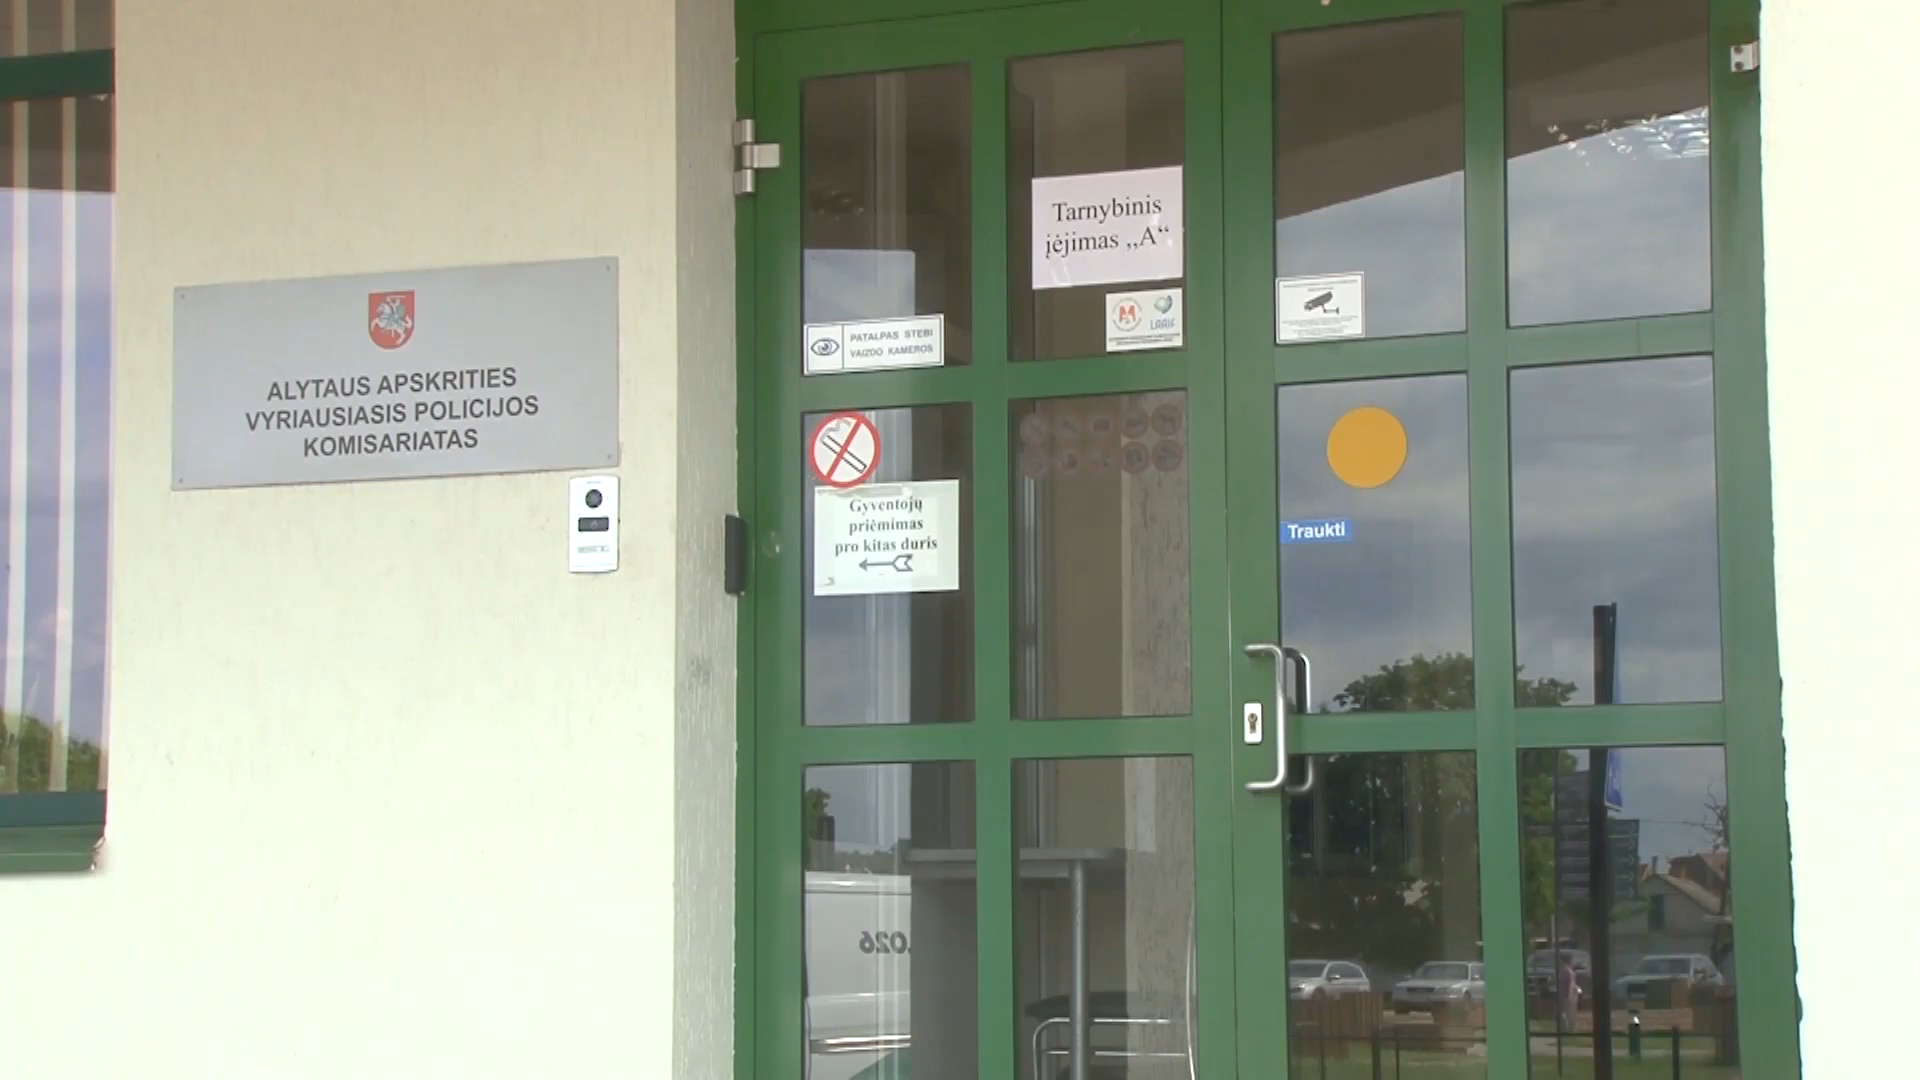 ALYTAUS APSKRITIES
VYRIAUSIASIS POLICIJOS
KOMISARIATAS
Tarnybinis
įėjimas „A“
PATALPAS STEBI
VAIZDO KAMEROS
Gyventojų
priėmimas
pro kitas duris
Traukti